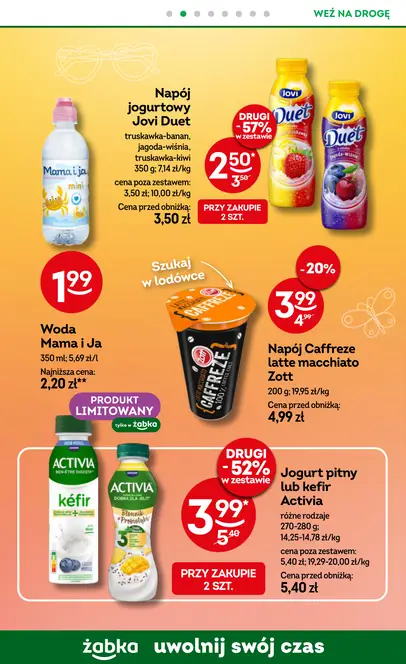 WEŹ NA DROGĘ
Napój
jogurtowy
Jovi Duet
truskawka-banan,
jagoda-wiśnia,
truskawka-kiwi
350 g; 7,14 zł/kg
cena poza zestawem:
3,50 zł; 10,00 zł/kg
Cena przed obniżką:
3,50 zł
DRUGI
-57%
w zestawie
2,50*
3,50
PRZY ZAKUPIE
2 SZT.
JOVI
Duet
JOVI
Duet
jagoda-wiśnia
Mama i ja
mini
1,99
Woda
Mama i Ja
350 ml; 5,69 zł/l
Najniższa cena:
2,20 zł**
Szukaj
w lodówce
Zott
CAFFREZE
-20%
3,99
4,99
Napój Caffreze
latte macchiato
Zott
200 g; 19,95 zł/kg
Cena przed obniżką:
4,99 zł
PRODUKT
LIMITOWANY
tylko w żabka
ACTIVIA
kéfir
ACTIVIA
Błonnik
+Prebiotyki
DRUGI
-52%
w zestawie
3,99*
5,40
PRZY ZAKUPIE
2 SZT.
Jogurt pitny
lub kefir
Activia
różne rodzaje
270-280 g;
14,25-14,78 zł/kg
cena poza zestawem:
5,40 zł; 19,29-20,00 zł/kg
Cena przed obniżką:
5,40 zł
żabka uwolnij swój czas